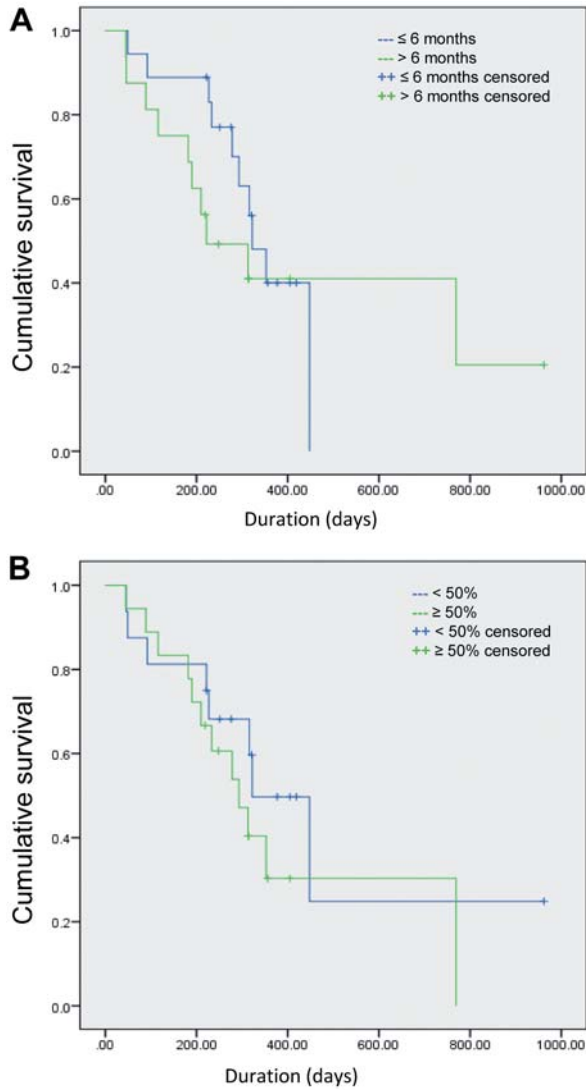 A
--- ≤ 6 months
--- > 6 months
++ ≤ 6 months censored
++ > 6 months censored
Cumulative survival
1.0
0.8
0.6
0.4
0.2
0.0
.00 200.00 400.00 600.00 800.00 1000.00
Duration (days)
B
--- < 50%
--- ≥ 50%
++ < 50% censored
++ ≥ 50% censored
Cumulative survival
1.0
0.8
0.6
0.4
0.2
0.0
.00 200.00 400.00 600.00 800.00 1000.00
Duration (days)